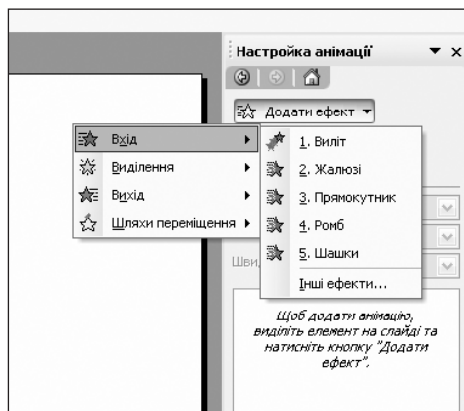 Настройка анімації
Додати ефект
Вхід
Виділення
Вихід
Шляхи переміщення
1. Виліт
2. Жалюзі
3. Прямокутник
4. Ромб
5. Шашки
Інші ефекти...
Щоб додати анімацію,
виділіть елемент на слайді та
натисніть кнопку "Додати
ефект".